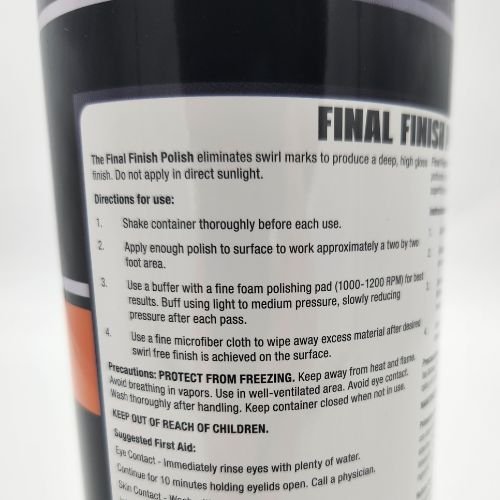 FINAL FINISH
The Final Finish Polish eliminates swirl marks to produce a deep, high gloss
finish. Do not apply in direct sunlight.
Directions for use:
1. Shake container thoroughly before each use.
2. Apply enough polish to surface to work approximately a two by two
foot area.
3. Use a buffer with a fine foam polishing pad (1000-1200 RPM) for best
results. Buff using light to medium pressure, slowly reducing
pressure after each pass.
4. Use a fine microfiber cloth to wipe away excess material after desired
swirl free finish is achieved on the surface.
Precautions: PROTECT FROM FREEZING. Keep away from heat and flame.
Avoid breathing in vapors. Use in well-ventilated area. Avoid eye contact.
Wash thoroughly after handling. Keep container closed when not in use.
KEEP OUT OF REACH OF CHILDREN.
Suggested First Aid:
Eye Contact - Immediately rinse eyes with plenty of water.
Continue for 10 minutes holding eyelids open. Call a physician.
Skin Contact -